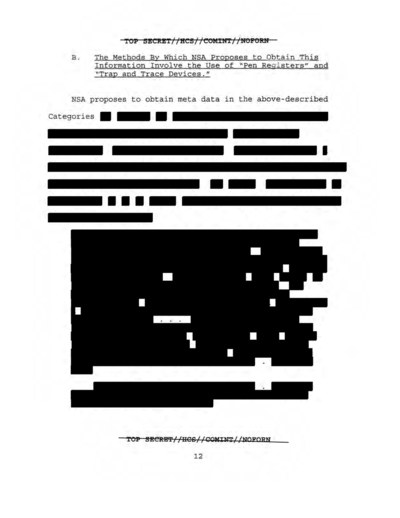 TOP SECRET//HCS//COMINT//NOFORN
B. The Methods By Which NSA Proposes to Obtain This
Information Involve the Use of "Pen Registers" and
"Trap and Trace Devices."
NSA proposes to obtain meta data in the above-described
Categories
. . .
TOP SECRET//HCS//COMINT//NOFORN
12